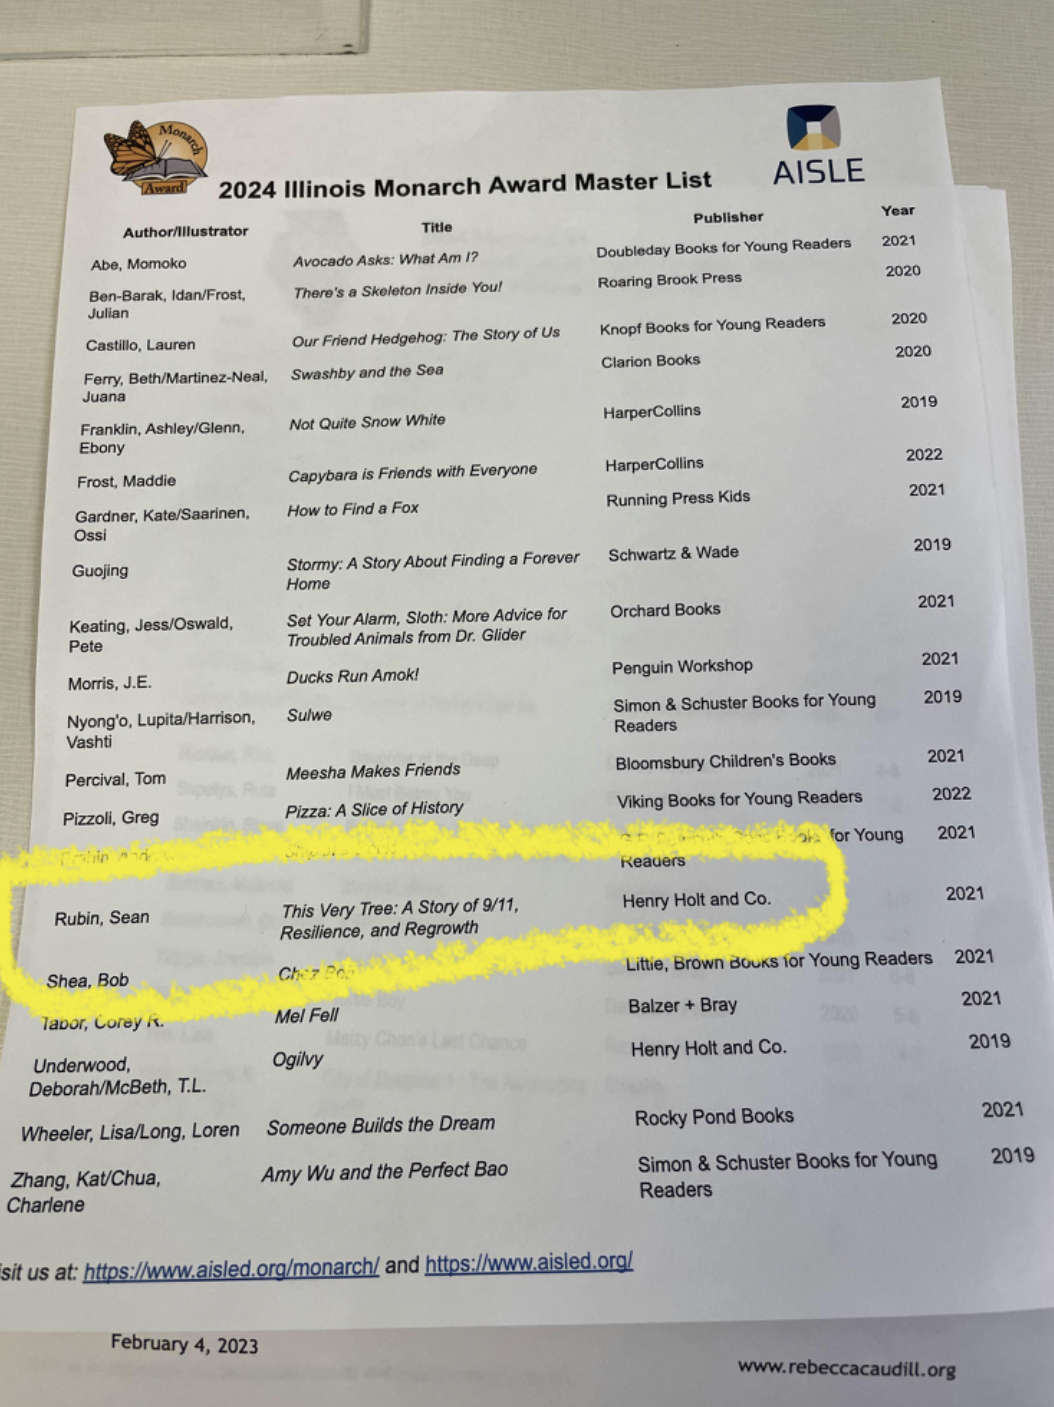 Monarch
Award
AISLE
2024 Illinois Monarch Award Master List
Author/Illustrator Title Publisher Year
Abe, Momoko Avocado Asks: What Am I? Doubleday Books for Young Readers 2021
Ben-Barak, Idan/Frost, There's a Skeleton Inside You! Roaring Brook Press 2020
Julian
Castillo, Lauren Our Friend Hedgehog: The Story of Us Knopf Books for Young Readers 2020
Ferry, Beth/Martinez-Neal, Swashby and the Sea Clarion Books 2020
Juana
Franklin, Ashley/Glenn, Not Quite Snow White HarperCollins 2019
Ebony
Frost, Maddie Capybara is Friends with Everyone HarperCollins 2022
Gardner, Kate/Saarinen, How to Find a Fox Running Press Kids 2021
Ossi
Guojing Stormy: A Story About Finding a Forever Schwartz & Wade 2019
Home
Keating, Jess/Oswald, Set Your Alarm, Sloth: More Advice for Orchard Books 2021
Pete Troubled Animals from Dr. Glider
Morris, J.E. Ducks Run Amok! Penguin Workshop 2021
Nyong'o, Lupita/Harrison, Sulwe Simon & Schuster Books for Young 2019
Vashti Readers
Percival, Tom Meesha Makes Friends Bloomsbury Children's Books 2021
Pizzoli, Greg Pizza: A Slice of History Viking Books for Young Readers 2022
Books for Young 2021
Readers
Rubin, Sean This Very Tree: A Story of 9/11, Henry Holt and Co. 2021
Resilience, and Regrowth
Shea, Bob Chez Bob Little, Brown Books for Young Readers 2021
Tabor, Corey R. Mel Fell Balzer + Bray 2021
Underwood, Ogilvy Henry Holt and Co. 2019
Deborah/McBeth, T.L.
Wheeler, Lisa/Long, Loren Someone Builds the Dream Rocky Pond Books 2021
Zhang, Kat/Chua, Amy Wu and the Perfect Bao Simon & Schuster Books for Young 2019
Charlene Readers
sit us at: https://www.aisled.org/monarch/ and https://www.aisled.org/
February 4, 2023
www.rebeccacaudill.org